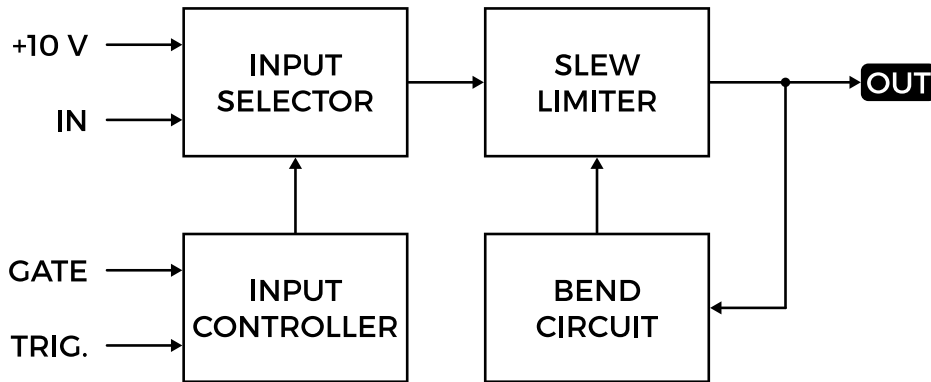 +10 V
IN
INPUT
SELECTOR
SLEW
LIMITER
OUT
GATE
TRIG.
INPUT
CONTROLLER
BEND
CIRCUIT